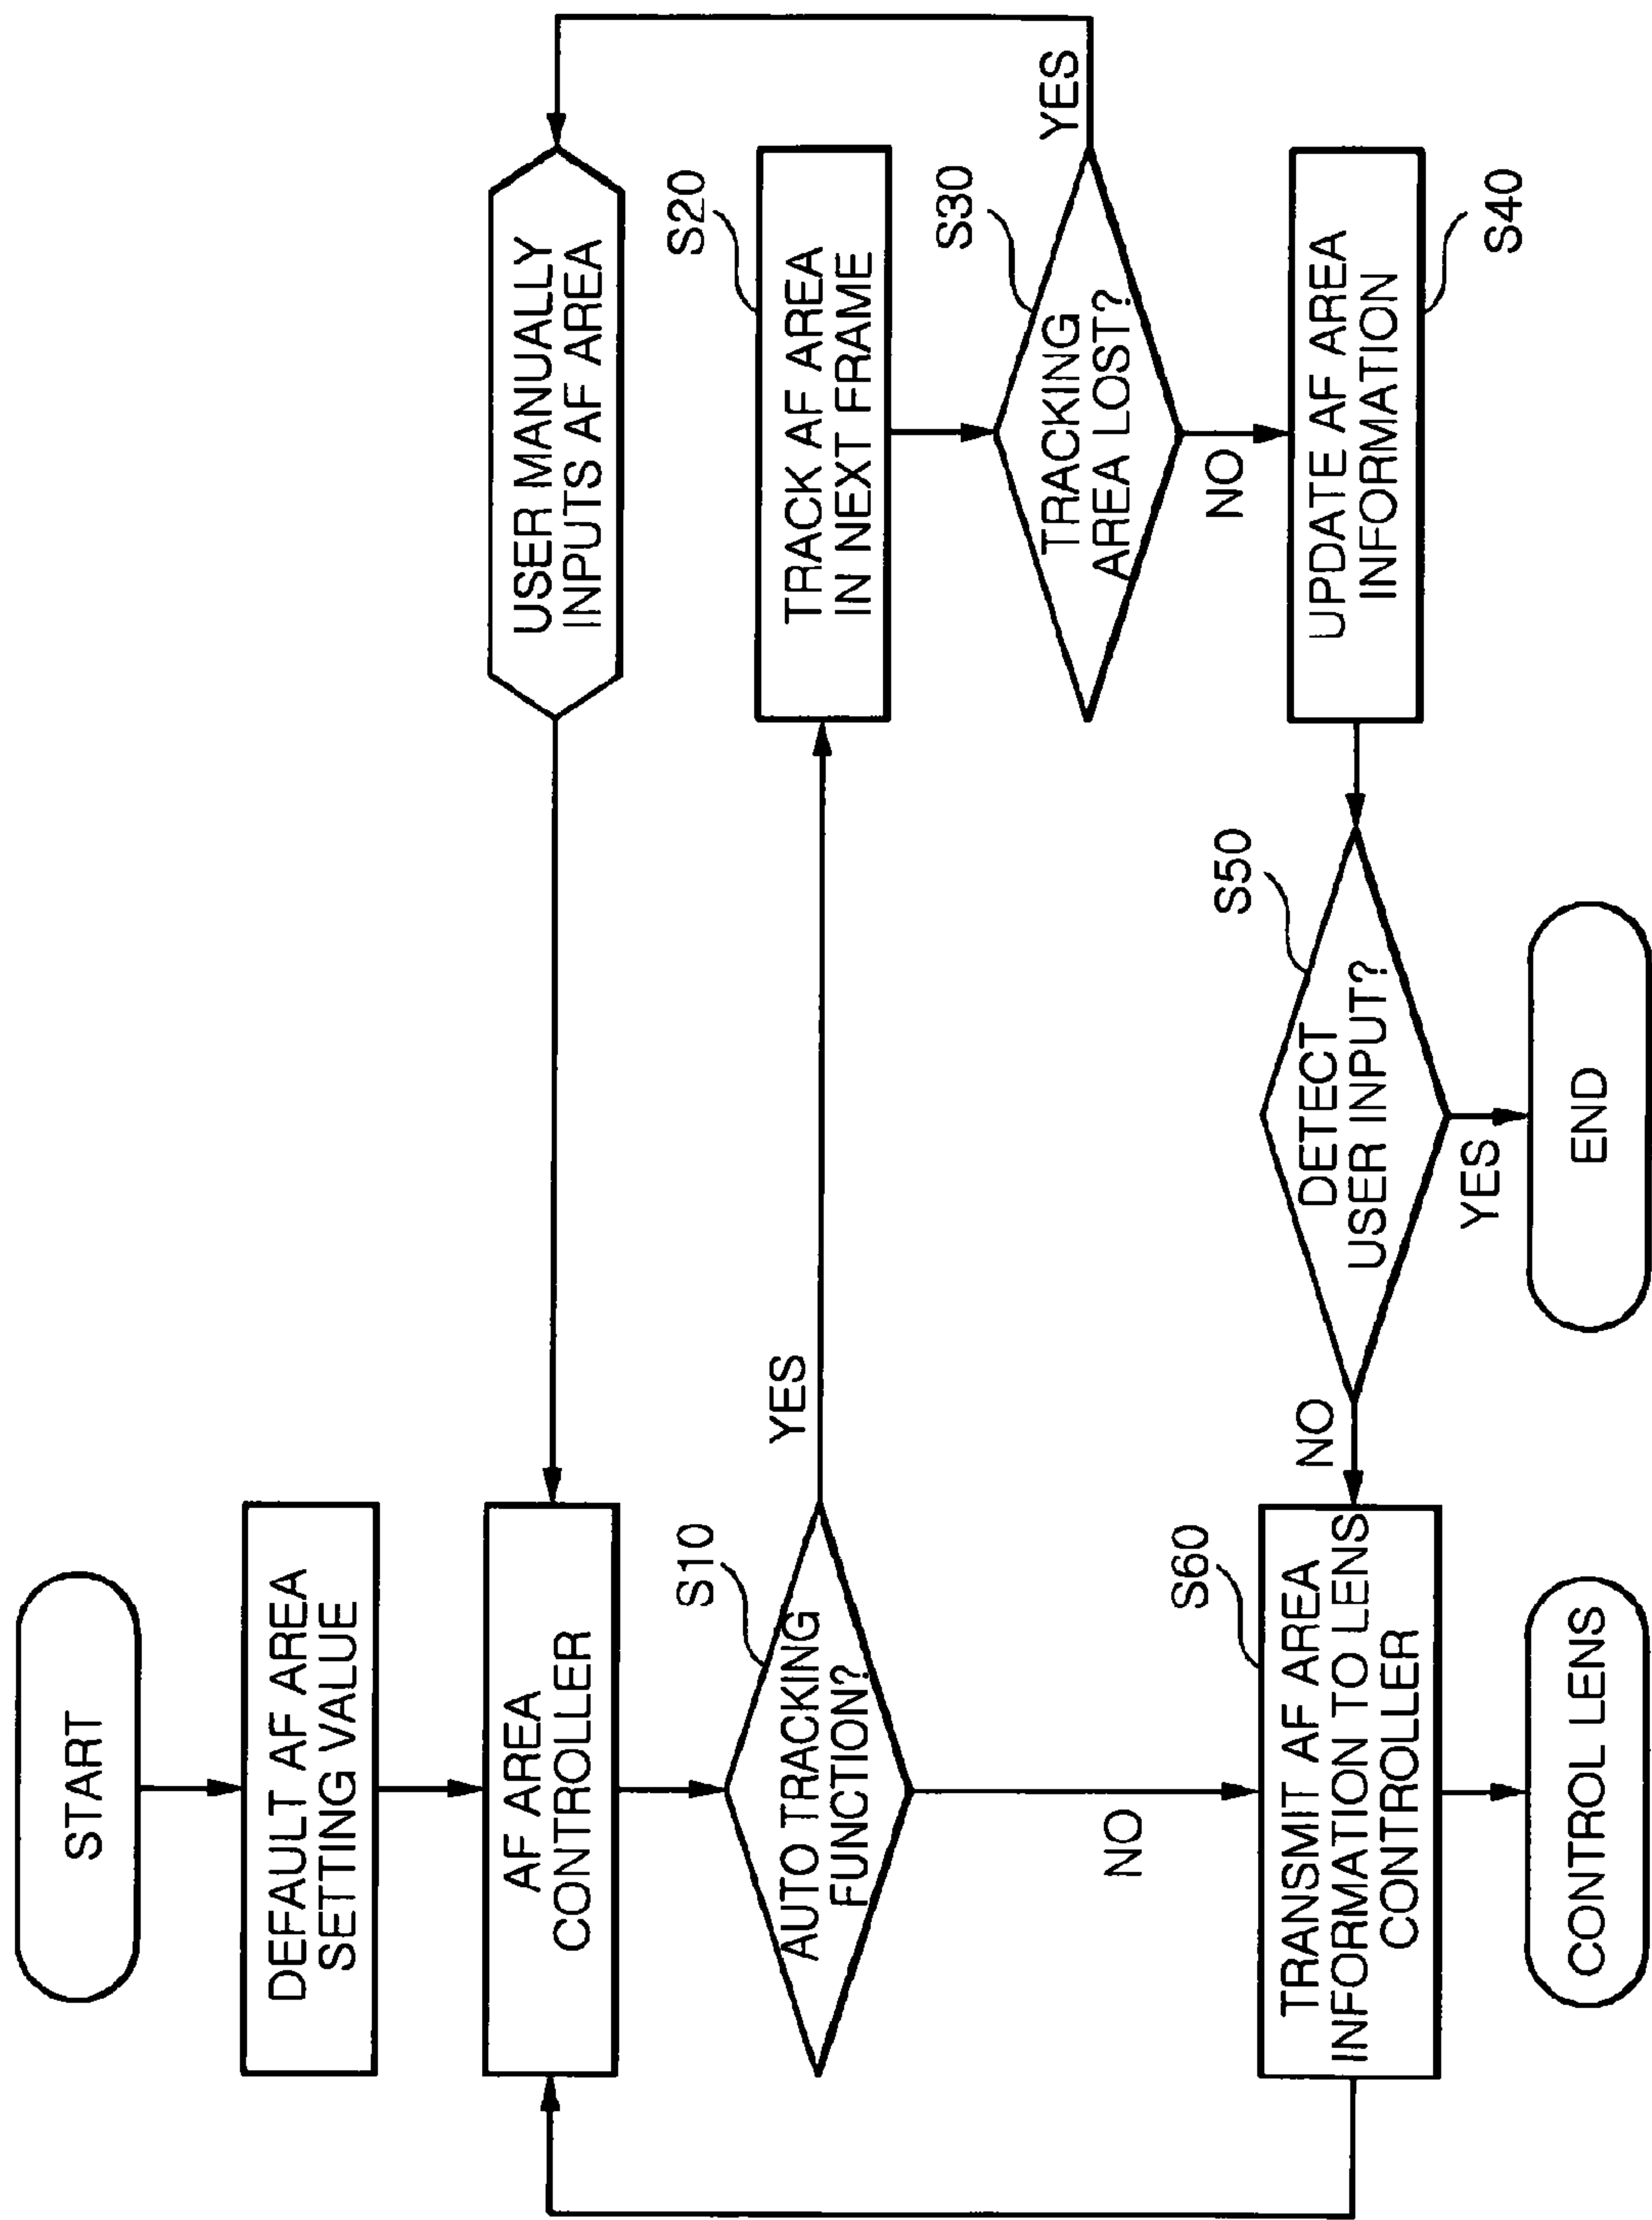 START
DEFAULT AF AREA
SETTING VALUE
AF AREA
CONTROLLER
USER MANUALLY
INPUTS AF AREA
S10
AUTO TRACKING
FUNCTION?
YES
NO
S20
TRACK AF AREA
IN NEXT FRAME
S30
TRACKING
AREA LOST?
YES
NO
S40
UPDATE AF AREA
INFORMATION
S50
DETECT
USER INPUT?
NO
YES
S60
TRANSMIT AF AREA
INFORMATION TO LENS
CONTROLLER
CONTROL LENS
END